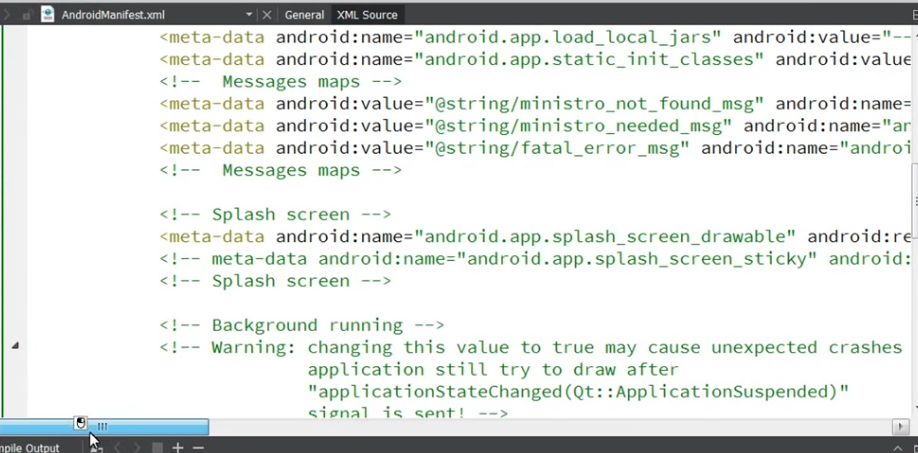 AndroidManifest.xml General XML Source
<meta-data android:name="android.app.load_local_jars" android:value="--
<meta-data android:name="android.app.static_init_classes" android:value
<!--  Messages maps -->
<meta-data android:value="@string/ministro_not_found_msg" android:name=
<meta-data android:value="@string/ministro_needed_msg" android:name="an
<meta-data android:value="@string/fatal_error_msg" android:name="androi
<!--  Messages maps -->
<!-- Splash screen -->
<meta-data android:name="android.app.splash_screen_drawable" android:re
<!-- meta-data android:name="android.app.splash_screen_sticky" android:
<!-- Splash screen -->
<!-- Background running -->
<!-- Warning: changing this value to true may cause unexpected crashes
application still try to draw after
"applicationStateChanged(Qt::ApplicationSuspended)"
signal is sent! -->
mpile Output